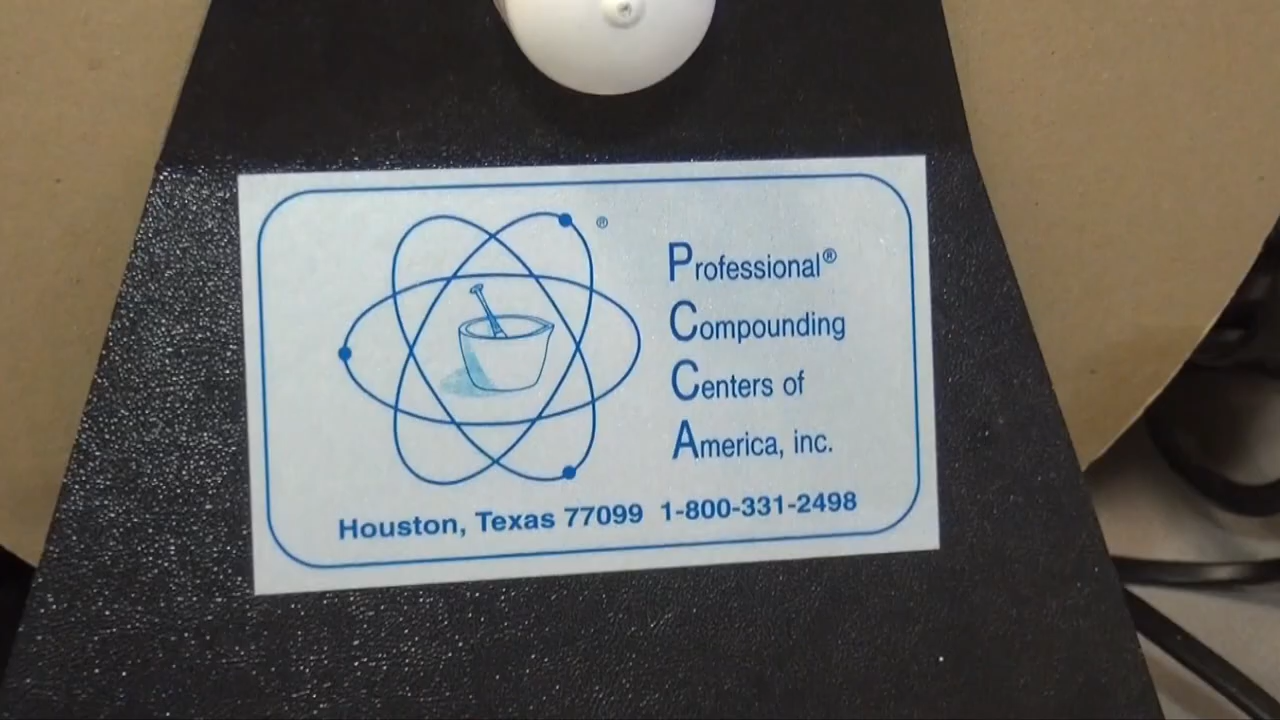 ®
Professional®
Compounding
Centers of
America, inc.
Houston, Texas 77099 1-800-331-2498